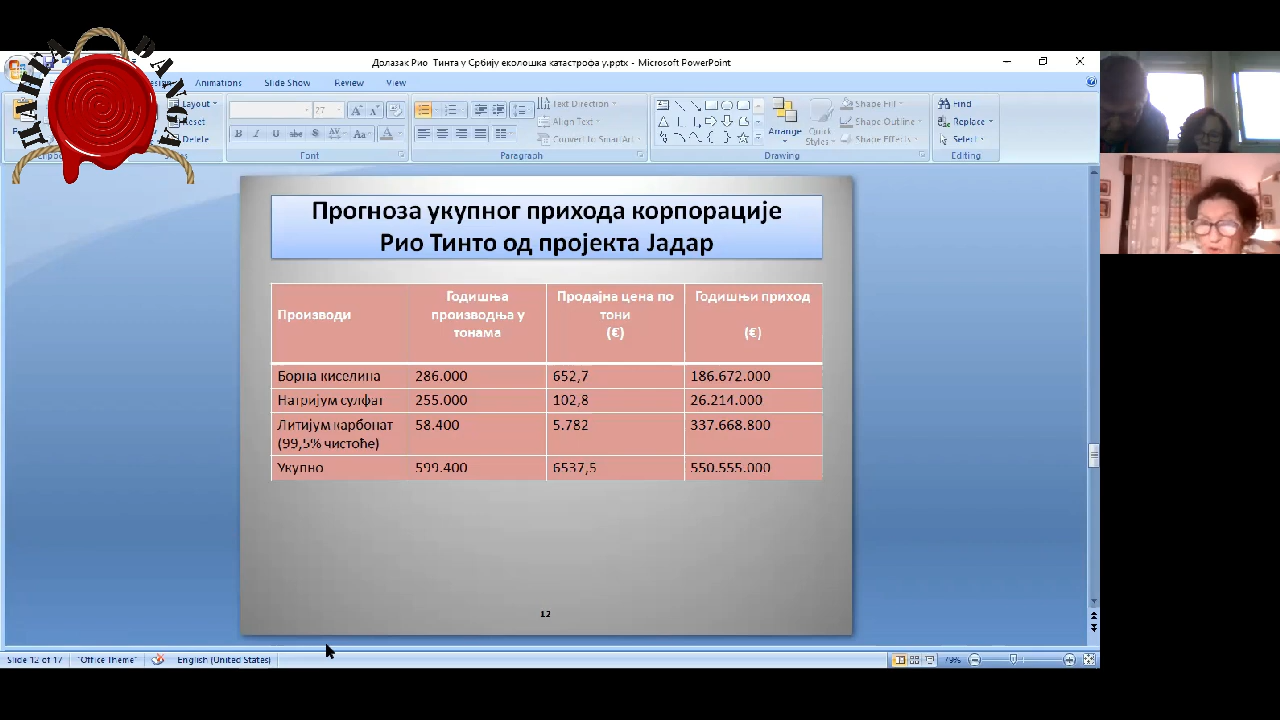 Долазак Рио Тинта у Србију еколошка катастрофа у.pptx - Microsoft PowerPoint
Animations Slide Show Review View
Layout
Reset
Delete
27
Text Direction
Align Text
Convert to SmartArt
Arrange
Quick Styles
Shape Fill
Shape Outline
Shape Effects
Find
Replace
Select
Font Paragraph Drawing Editing
Прогноза укупног прихода корпорације
Рио Тинто од пројекта Јадар
Производи Годишња производња у тонама Продајна цена по тони (€) Годишњи приход (€)
Борна киселина 286.000 652,7 186.672.000
Натријум сулфат 255.000 102,8 26.214.000
Литијум карбонат (99,5% чистоће) 58.400 5.782 337.668.800
Укупно 599.400 6537,5 550.555.000
12
Slide 12 of 17 "Office Theme" English (United States) 79%